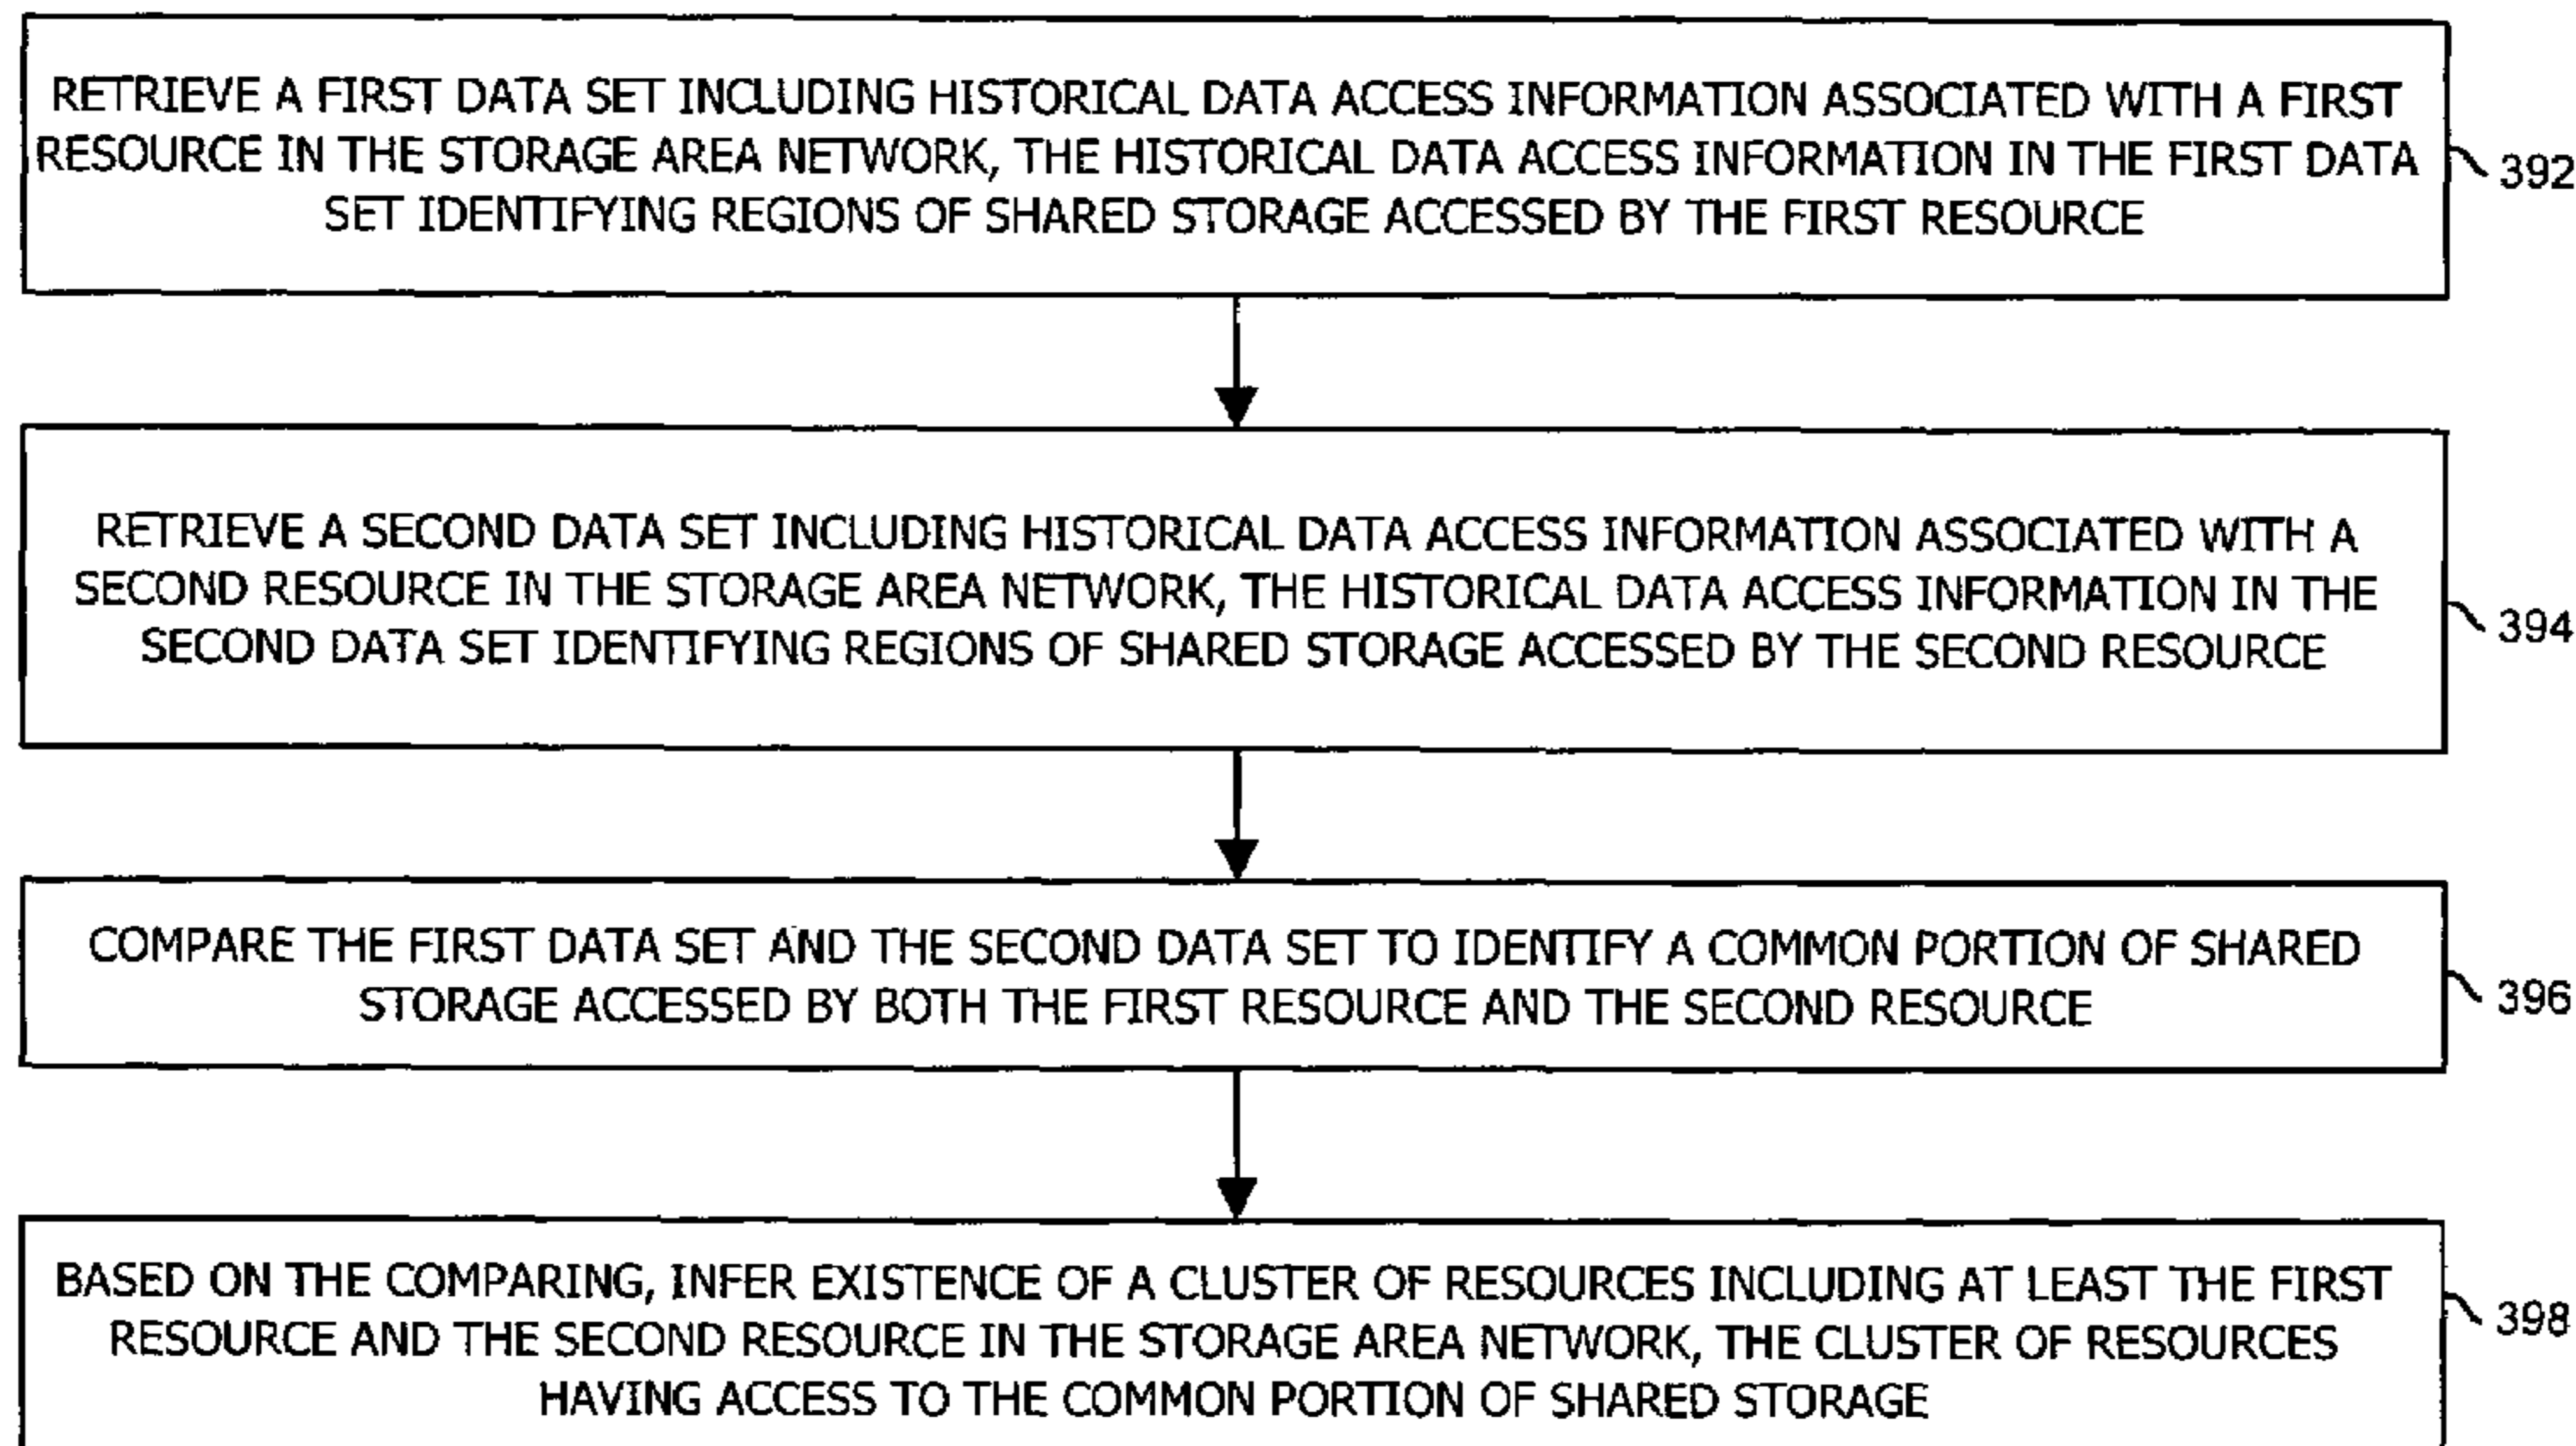 RETRIEVE A FIRST DATA SET INCLUDING HISTORICAL DATA ACCESS INFORMATION ASSOCIATED WITH A FIRST
RESOURCE IN THE STORAGE AREA NETWORK, THE HISTORICAL DATA ACCESS INFORMATION IN THE FIRST DATA
SET IDENTIFYING REGIONS OF SHARED STORAGE ACCESSED BY THE FIRST RESOURCE
392
RETRIEVE A SECOND DATA SET INCLUDING HISTORICAL DATA ACCESS INFORMATION ASSOCIATED WITH A
SECOND RESOURCE IN THE STORAGE AREA NETWORK, THE HISTORICAL DATA ACCESS INFORMATION IN THE
SECOND DATA SET IDENTIFYING REGIONS OF SHARED STORAGE ACCESSED BY THE SECOND RESOURCE
394
COMPARE THE FIRST DATA SET AND THE SECOND DATA SET TO IDENTIFY A COMMON PORTION OF SHARED
STORAGE ACCESSED BY BOTH THE FIRST RESOURCE AND THE SECOND RESOURCE
396
BASED ON THE COMPARING, INFER EXISTENCE OF A CLUSTER OF RESOURCES INCLUDING AT LEAST THE FIRST
RESOURCE AND THE SECOND RESOURCE IN THE STORAGE AREA NETWORK, THE CLUSTER OF RESOURCES
HAVING ACCESS TO THE COMMON PORTION OF SHARED STORAGE
398